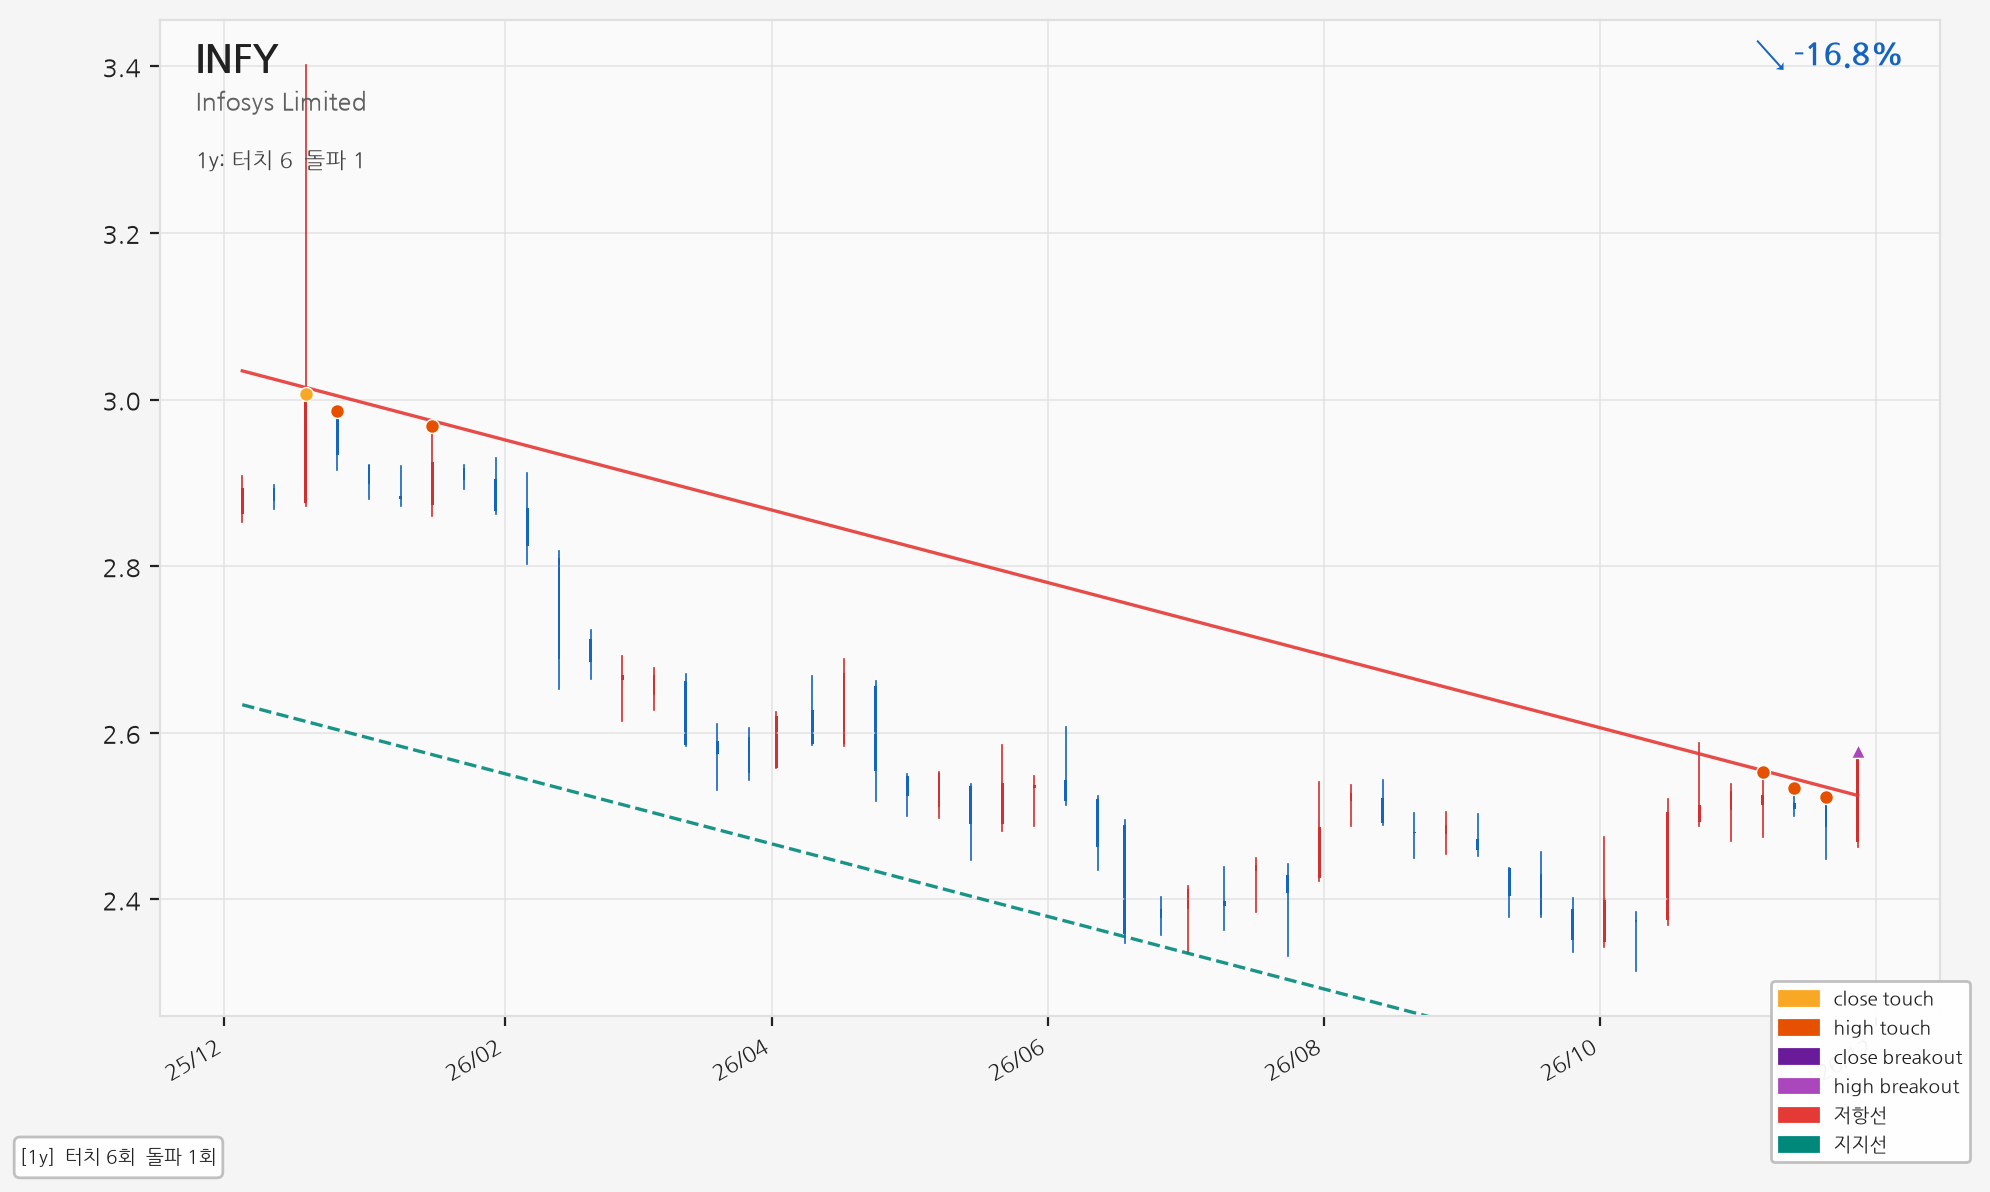 INFY
Infosys Limited
1y: 터치 6 돌파 1
-16.8%
3.4
3.2
3.0
2.8
2.6
2.4
25/12
26/02
26/04
26/06
26/08
26/10
close touch
high touch
close breakout
high breakout
저항선
지지선
[1y] 터치 6회 돌파 1회